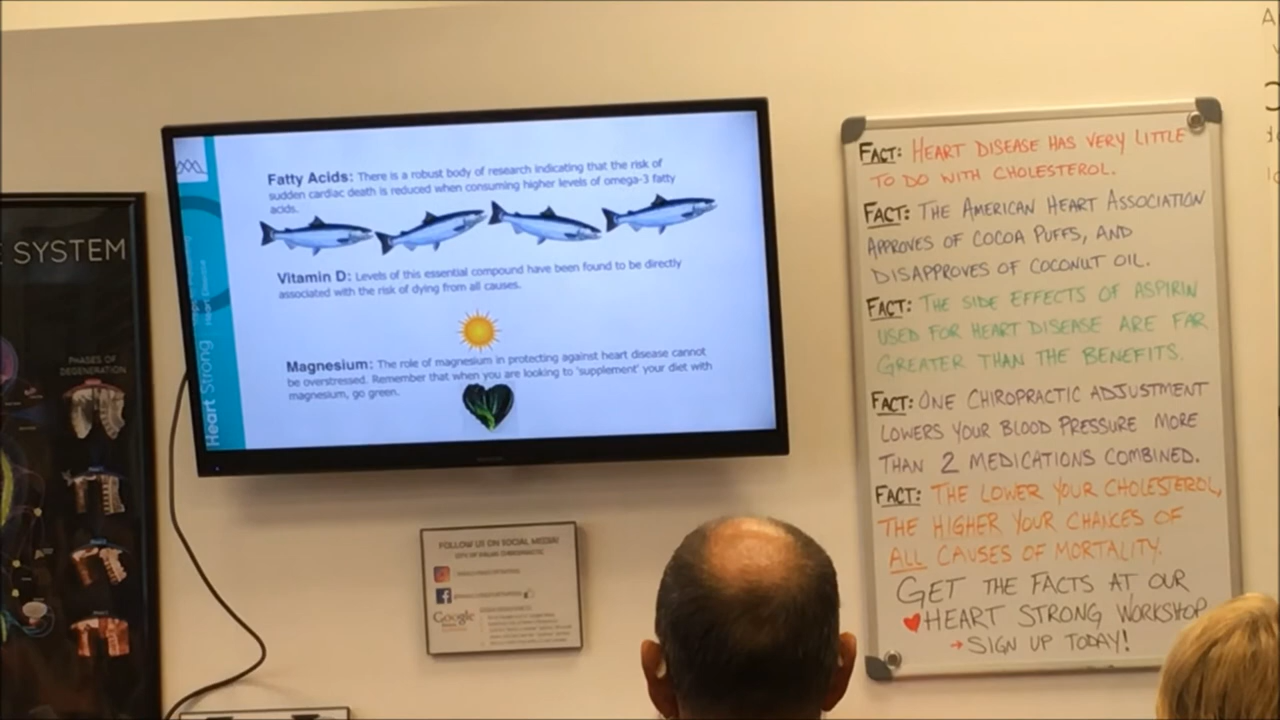 SYSTEM
PHASES OF
DEGENERATION
Heart Strong
Heart Disease
Fatty Acids: There is a robust body of research indicating that the risk of
sudden cardiac death is reduced when consuming higher levels of omega-3 fatty
acids.
Vitamin D: Levels of this essential compound have been found to be directly
associated with the risk of dying from all causes.
Magnesium: The role of magnesium in protecting against heart disease cannot
be overstressed. Remember that when you are looking to 'supplement' your diet with
magnesium, go green.
FOLLOW US ON SOCIAL MEDIA!
Google
FACT: HEART DISEASE HAS VERY LITTLE
TO DO WITH CHOLESTEROL.
FACT: THE AMERICAN HEART ASSOCIATION
APPROVES OF COCOA PUFFS, AND
DISAPPROVES OF COCONUT OIL.
FACT: THE SIDE EFFECTS OF ASPIRIN
USED FOR HEART DISEASE ARE FAR
GREATER THAN THE BENEFITS.
FACT: ONE CHIROPRACTIC ADJUSTMENT
LOWERS YOUR BLOOD PRESSURE MORE
THAN 2 MEDICATIONS COMBINED.
FACT: THE LOWER YOUR CHOLESTEROL,
THE HIGHER YOUR CHANCES OF
ALL CAUSES OF MORTALITY.
GET THE FACTS AT OUR
HEART STRONG WORKSHOP
→ SIGN UP TODAY!